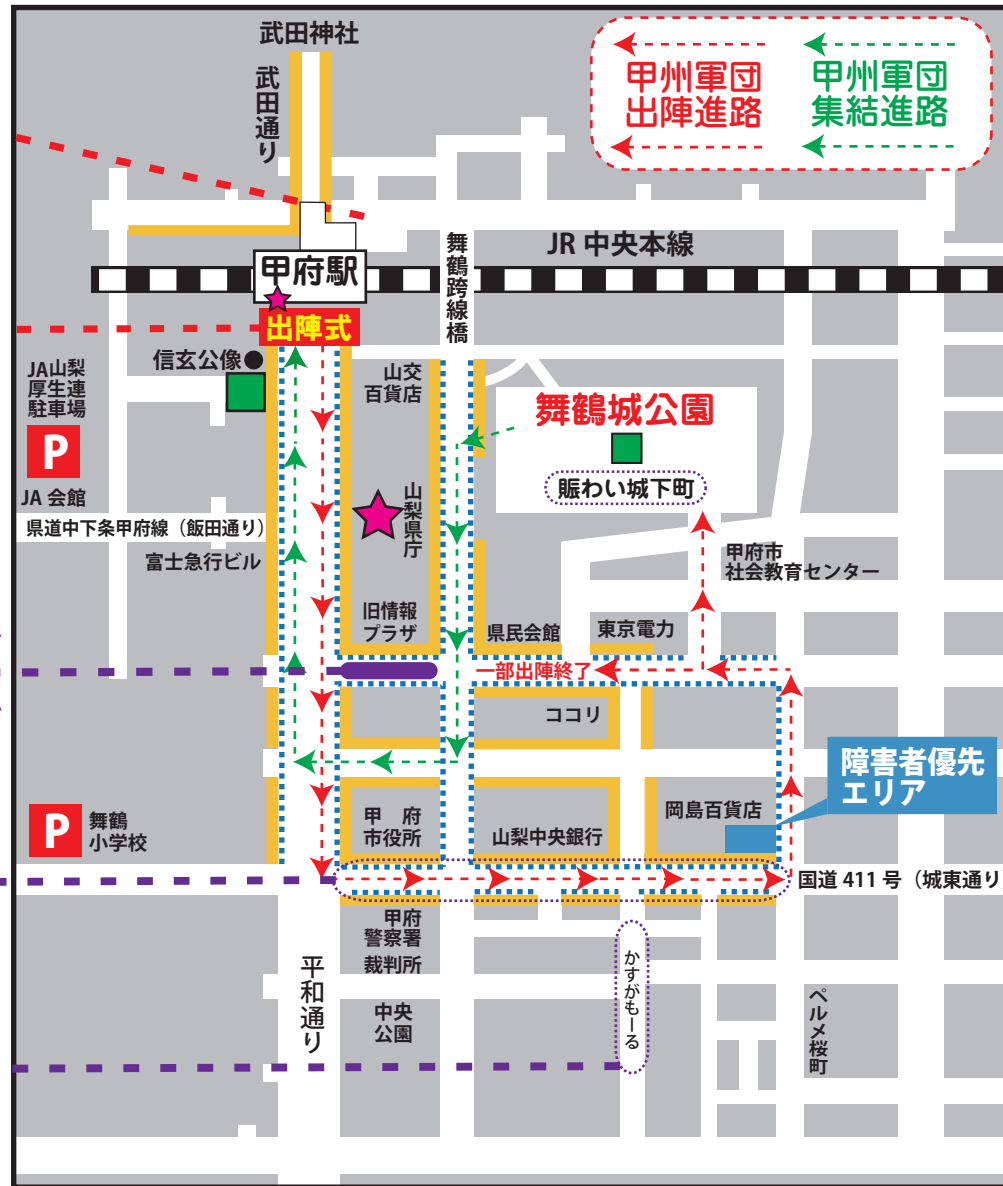 武田神社
武田通り
甲州軍団
出陣進路
甲州軍団
集結進路
JR 中央本線
舞鶴跨線橋
甲府駅
出陣式
信玄公像
JA山梨
厚生連
駐車場
P
JA 会館
県道中下条甲府線（飯田通り）
富士急行ビル
山交
百貨店
山梨県庁
旧情報
プラザ
舞鶴城公園
賑わい城下町
甲府市
社会教育センター
県民会館
東京電力
一部出陣終了
ココリ
障害者優先
エリア
岡島百貨店
P
舞鶴
小学校
甲　府
市役所
山梨中央銀行
国道 411 号（城東通り
甲府
警察署
裁判所
中央
公園
平和通り
かすがもーる
ペルメ桜町